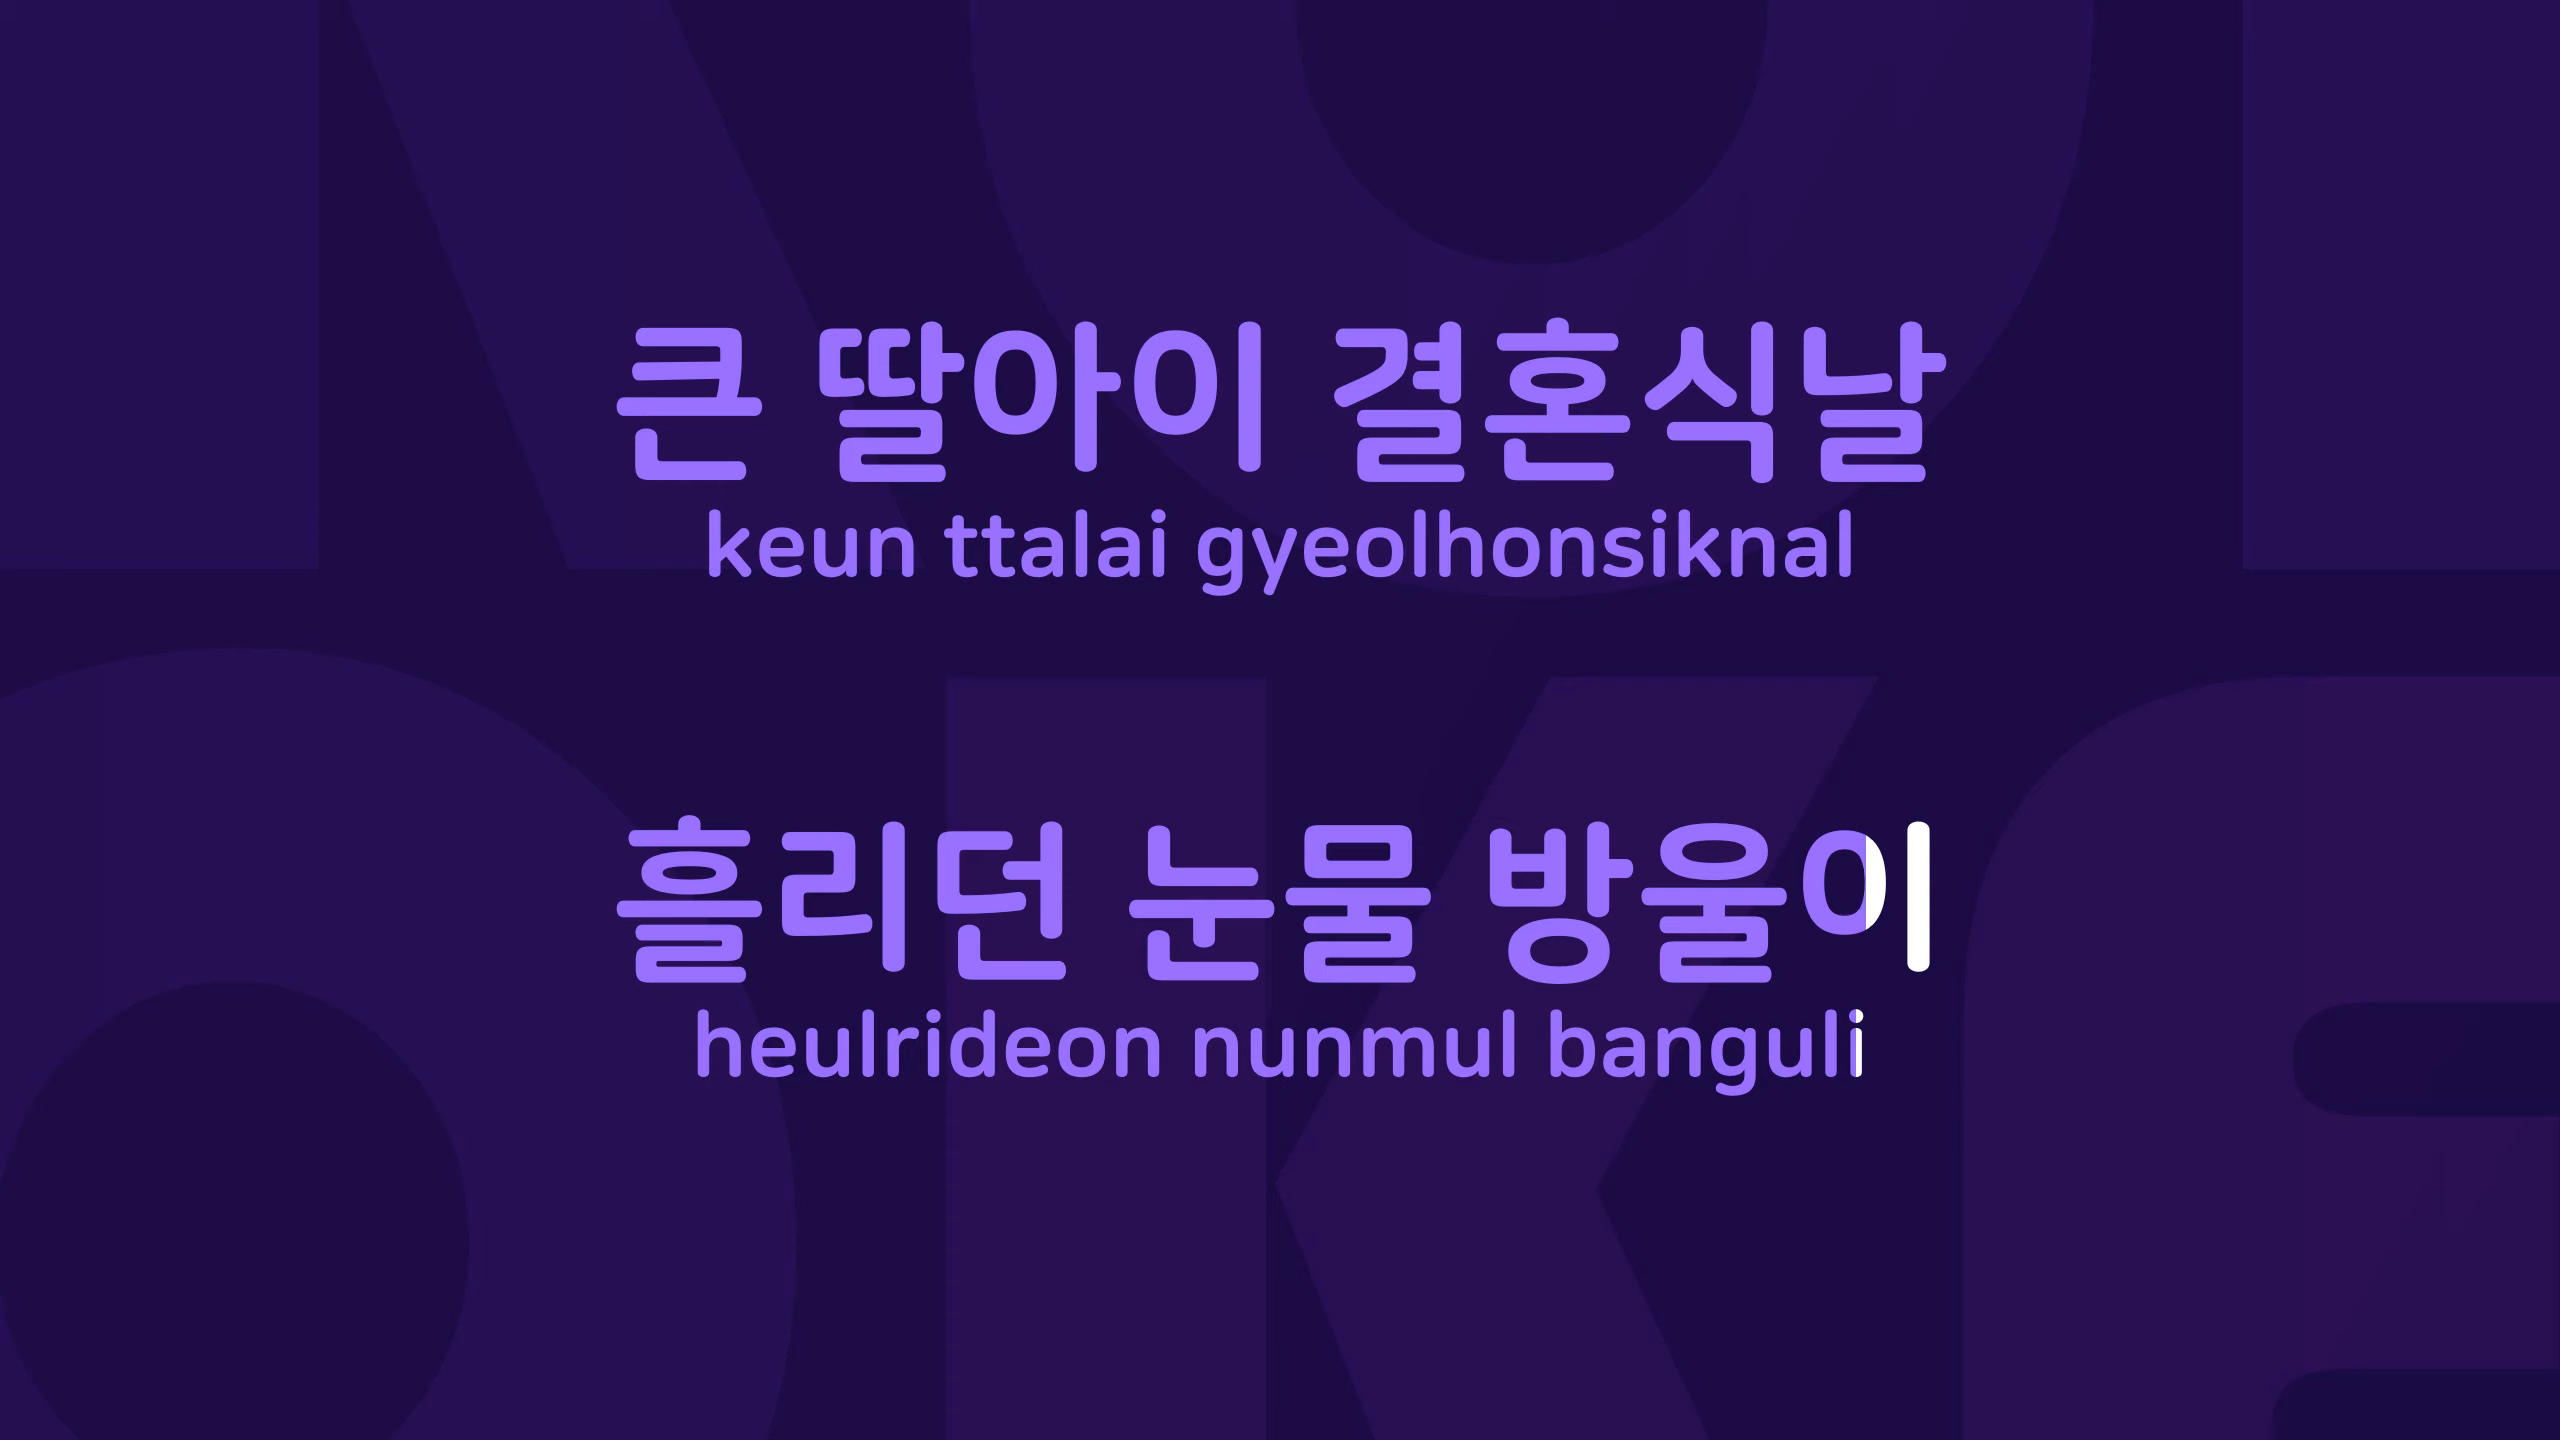 큰 딸아이 결혼식날
keun ttalai gyeolhonsiknal
흘리던 눈물 방울이
heulrideon nunmul banguli